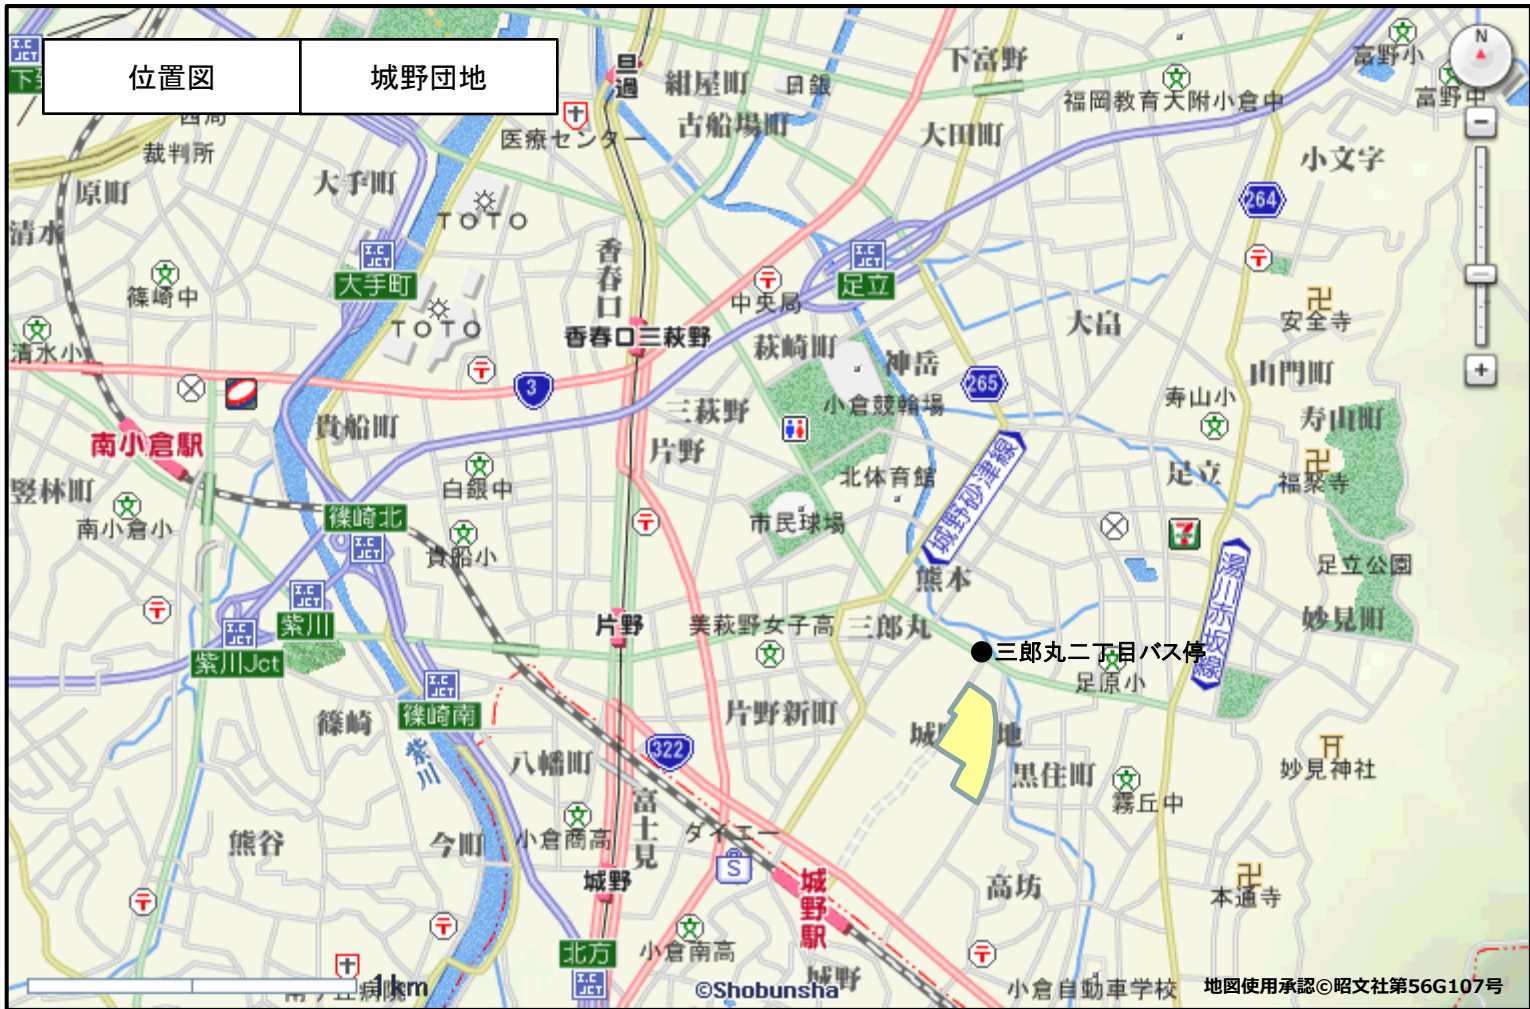 位置図
城野団地
旦過
紺屋町
日銀
下富野
富野小
富野中
福岡教育大附小倉中
医療センター
古船場町
大田町
小文字
裁判所
大手町
原町
清水
TOTO
264
香春口
篠崎中
大手町
中央局
足立
安全寺
TOTO
香春口三萩野
大畠
清水小
萩崎町
神岳
山門町
3
265
寿山小
寿山町
三萩野
小倉競輪場
貴船町
南小倉駅
片野
北体育館
足立
福聚寺
竪林町
白銀中
城野砂津線
南小倉小
篠崎北
市民球場
貴船小
熊本
足立公園
湯川赤坂線
紫川
片野
美萩野女子高
三郎丸
妙見町
紫川Jct
●三郎丸二丁目バス停
足原小
篠崎
篠崎南
片野新町
地
紫川
322
八幡町
黒住町
妙見神社
霧丘中
富士見
熊谷
今町
小倉商高
ダイエー
S
城野
城野駅
高坊
本通寺
北方
小倉南高
城野
1km
©Shobunsha
小倉自動車学校
地図使用承認©昭文社第56G107号